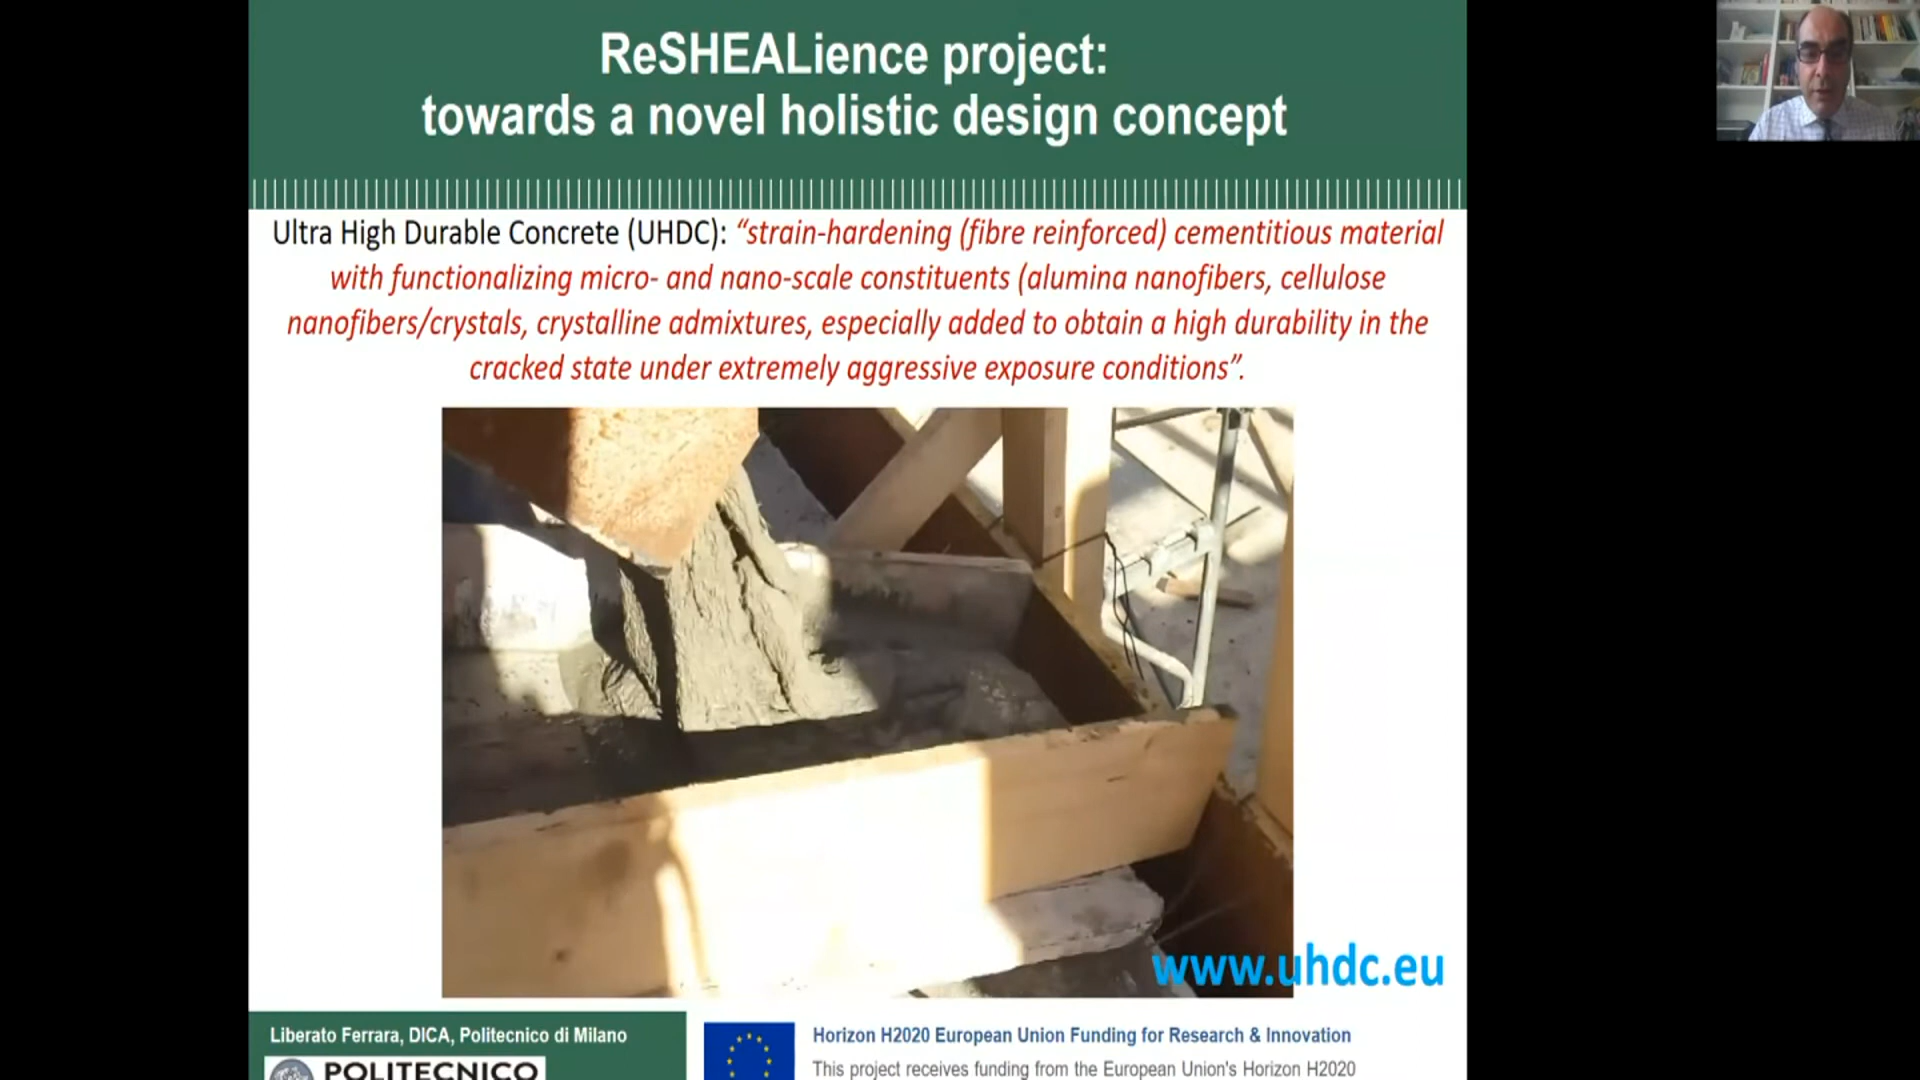 ReSHEALience project:
towards a novel holistic design concept
Ultra High Durable Concrete (UHDC): “strain-hardening (fibre reinforced) cementitious material
with functionalizing micro- and nano-scale constituents (alumina nanofibers, cellulose
nanofibers/crystals, crystalline admixtures, especially added to obtain a high durability in the
cracked state under extremely aggressive exposure conditions”.
www.uhdc.eu
Liberato Ferrara, DICA, Politecnico di Milano
POLITECNICO
Horizon H2020 European Union Funding for Research & Innovation
This project receives funding from the European Union's Horizon H2020